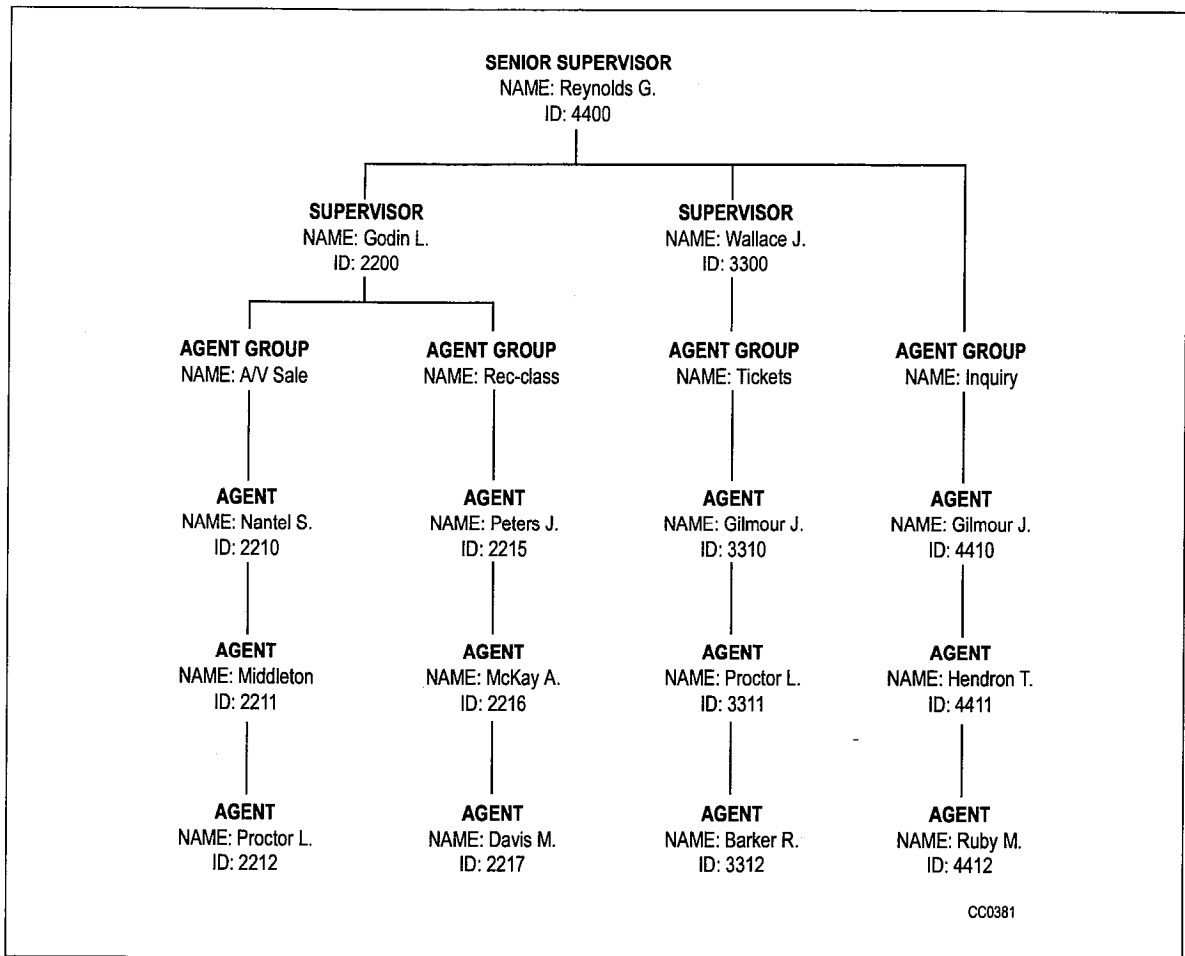 SENIOR SUPERVISOR
NAME: Reynolds G.
ID: 4400
SUPERVISOR
NAME: Godin L.
ID: 2200
SUPERVISOR
NAME: Wallace J.
ID: 3300
AGENT GROUP
NAME: A/V Sale
AGENT GROUP
NAME: Rec-class
AGENT GROUP
NAME: Tickets
AGENT GROUP
NAME: Inquiry
AGENT
NAME: Nantel S.
ID: 2210
AGENT
NAME: Peters J.
ID: 2215
AGENT
NAME: Gilmour J.
ID: 3310
AGENT
NAME: Gilmour J.
ID: 4410
AGENT
NAME: Middleton
ID: 2211
AGENT
NAME: McKay A.
ID: 2216
AGENT
NAME: Proctor L.
ID: 3311
AGENT
NAME: Hendron T.
ID: 4411
AGENT
NAME: Proctor L.
ID: 2212
AGENT
NAME: Davis M.
ID: 2217
AGENT
NAME: Barker R.
ID: 3312
AGENT
NAME: Ruby M.
ID: 4412
CC0381